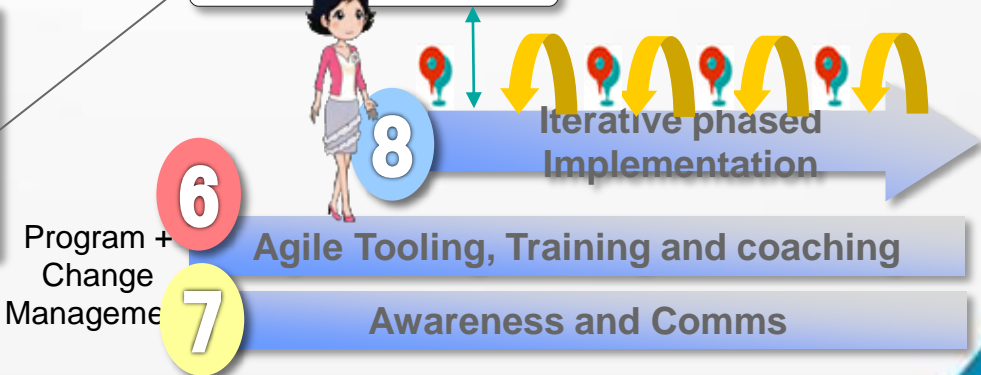 8
Iterative phased
Implementation
6
Program +
Change
Manageme
Agile Tooling, Training and coaching
7
Awareness and Comms